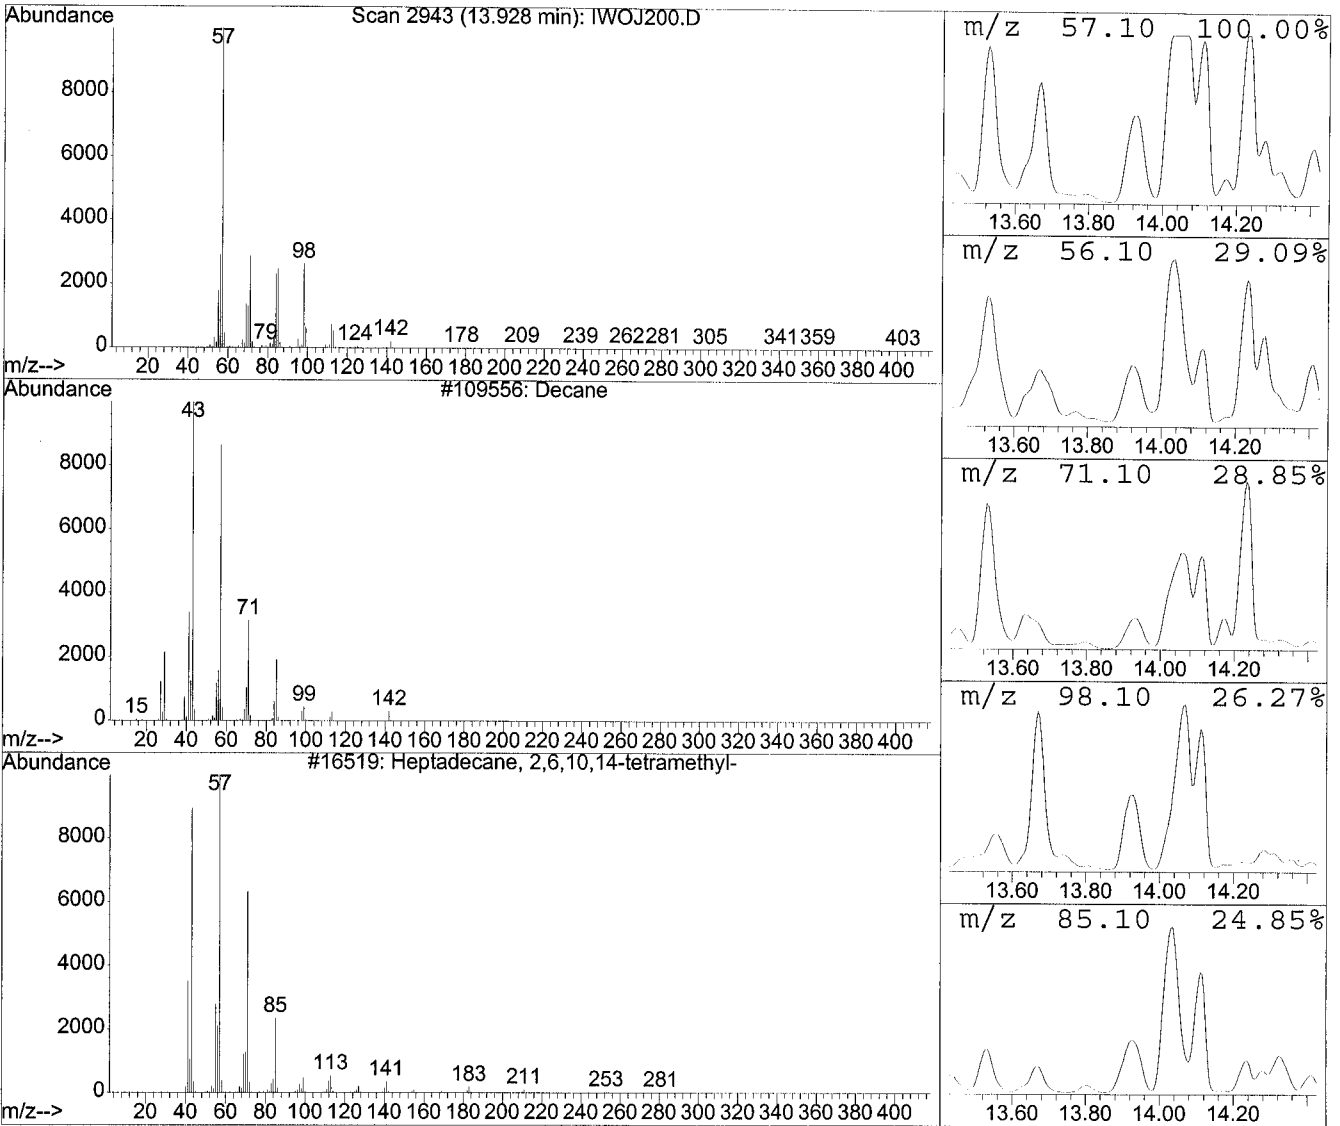 Abundance
Scan 2943 (13.928 min): IWOJ200.D
57
8000
6000
4000
98
2000
79
124 142 178 209 239 262 281 305 341 359 403
0
m/z-->
20 40 60 80 100 120 140 160 180 200 220 240 260 280 300 320 340 360 380 400
Abundance
#109556: Decane
43
8000
6000
4000
71
2000
15 99 142
0
m/z-->
20 40 60 80 100 120 140 160 180 200 220 240 260 280 300 320 340 360 380 400
Abundance
#16519: Heptadecane, 2,6,10,14-tetramethyl-
57
8000
6000
4000
85
2000
113 141 183 211 253 281
0
m/z-->
20 40 60 80 100 120 140 160 180 200 220 240 260 280 300 320 340 360 380 400
m/z 57.10 100.00%
13.60 13.80 14.00 14.20
m/z 56.10 29.09%
13.60 13.80 14.00 14.20
m/z 71.10 28.85%
13.60 13.80 14.00 14.20
m/z 98.10 26.27%
13.60 13.80 14.00 14.20
m/z 85.10 24.85%
13.60 13.80 14.00 14.20